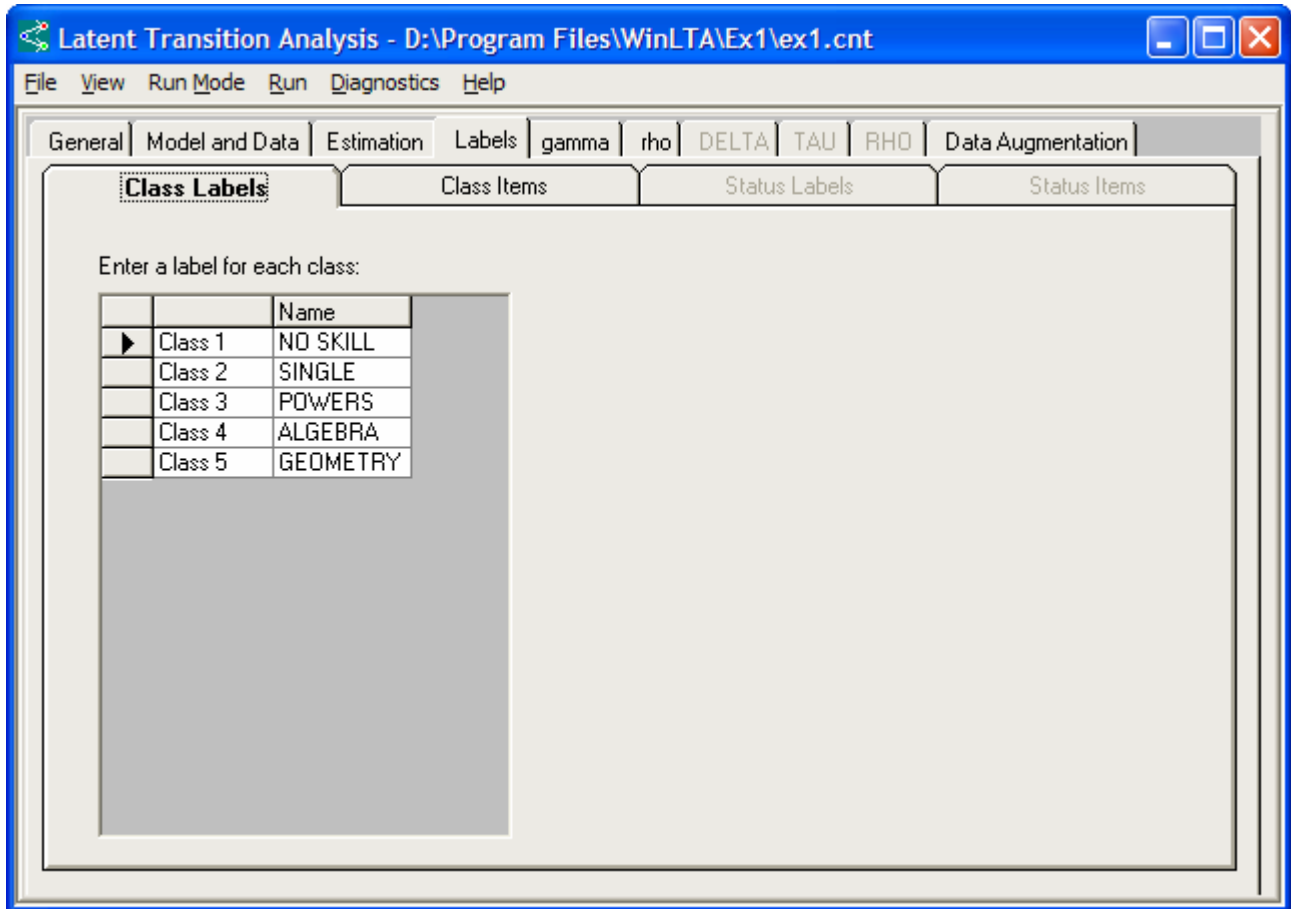 Latent Transition Analysis - D:\Program Files\WinLTA\Ex1\ex1.cnt
File View Run Mode Run Diagnostics Help
General Model and Data Estimation Labels gamma rho DELTA TAU RHO Data Augmentation
Class Labels Class Items Status Labels Status Items
Enter a label for each class:
Name
Class 1 NO SKILL
Class 2 SINGLE
Class 3 POWERS
Class 4 ALGEBRA
Class 5 GEOMETRY